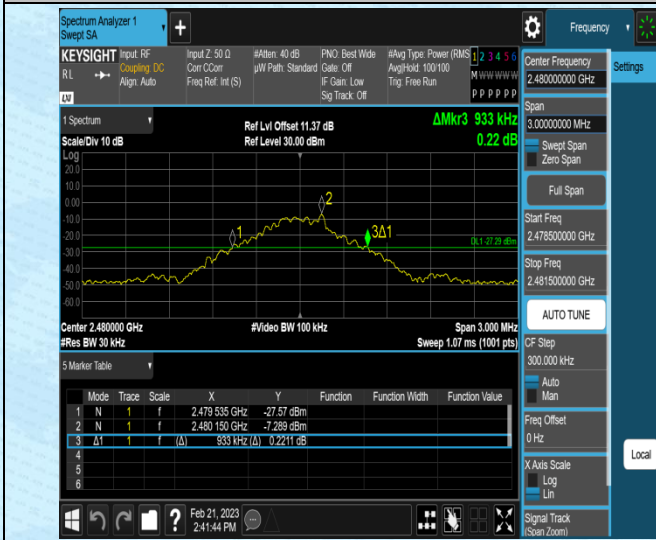 Spectrum Analyzer 1
Swept SA
Frequency
KEYSIGHT
Input: RF
Input Z: 50 Ω
#Atten: 40 dB
PNO: Best Wide
#Avg Type: Power (RMS
1 2 3 4 5 6
RL
Coupling: DC
Corr CCorr
µW Path: Standard
Gate: Off
Avg|Hold: 100/100
M W W W W W
Align: Auto
Freq Ref: Int (S)
IF Gain: Low
Trig: Free Run
Sig Track: Off
P P P P P P
LXI
Center Frequency
2.480000000 GHz
Settings
Span
3.00000000 MHz
Swept Span
Zero Span
Full Span
Start Freq
2.478500000 GHz
Stop Freq
2.481500000 GHz
AUTO TUNE
CF Step
300.000 kHz
Auto
Man
Freq Offset
0 Hz
X Axis Scale
Log
Lin
Signal Track
(Span Zoom)
Local
1 Spectrum
Scale/Div 10 dB
Ref Lvl Offset 11.37 dB
Ref Level 30.00 dBm
ΔMkr3 933 kHz
0.22 dB
Log
20.0
10.0
0.00
-10.0
-20.0
-30.0
-40.0
-50.0
-60.0
1
2
3Δ1
DL1 -27.29 dBm
Center 2.480000 GHz
#Video BW 100 kHz
Span 3.000 MHz
#Res BW 30 kHz
Sweep 1.07 ms (1001 pts)
5 Marker Table
Mode Trace Scale X Y Function Function Width Function Value
1 N 1 f 2.479 535 GHz -27.57 dBm
2 N 1 f 2.480 150 GHz -7.289 dBm
3 Δ1 1 f (Δ) 933 kHz (Δ) 0.2211 dB
4
5
6
?
Feb 21, 2023
2:41:44 PM